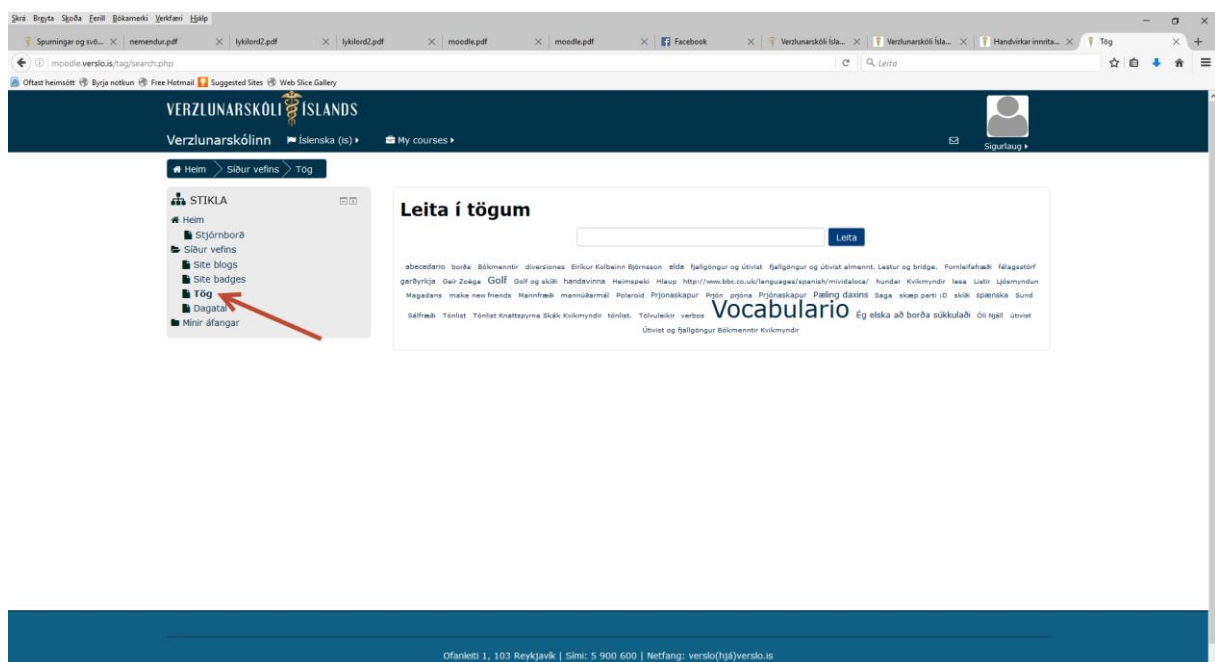 Skrá Breyta Skoða Ferill Bókamerki Verkfæri Hjálp
Spurningar og svö... nemendur.pdf lykilord2.pdf lykilord2.pdf moodle.pdf moodle.pdf Facebook Verzlunarskóli Ísla... Verzlunarskóli Ísla... Handvirkar innrita... Tög
moodle.verslo.is/tag/search.php Leita
Oftast heimsótt Byrja notkun Free Hotmail Suggested Sites Web Slice Gallery
VERZLUNARSKÓLI ÍSLANDS
Verzlunarskólinn Íslenska (is) My courses Sigurlaug
Heim Síður vefins Tög
STIKLA
Heim
Stjórnborð
Síður vefins
Site blogs
Site badges
Tög
Dagatal
Mínir áfangar
Leita í tögum
Leita
abecedario borða Bókmenntir diversiones Eiríkur Kolbeinn Björnsson elda fjallgöngur og útivist fjallgöngur og útivist almennt. Lestur og bridge. Fornleifafræði félagsstörf
garðyrkja Geir Zoëga Golf Golf og skíði handavinna Heimspeki Hlaup http://www.bbc.co.uk/languages/spanish/mividaloca/ hundar Kvikmyndir lesa Listir Ljósmyndun
Magadans make new friends Mannfræði mannúðarmál Polaroid Prjonaskapur Prjón prjóna Prjónaskapur Pæling dagsins Saga skæp partí :D skíði spænska Sund
Sálfræði Tónlist Tónlist Knattspyrna Skák Kvikmyndir tónlist. Tölvuleikir verbos Vocabulario Ég elska að borða súkkulaði Óli Njáll útivist
Útivist og fjallgöngur Bókmenntir Kvikmyndir
Ofanleiti 1, 103 Reykjavík | Sími: 5 900 600 | Netfang: verslo(hjá)verslo.is